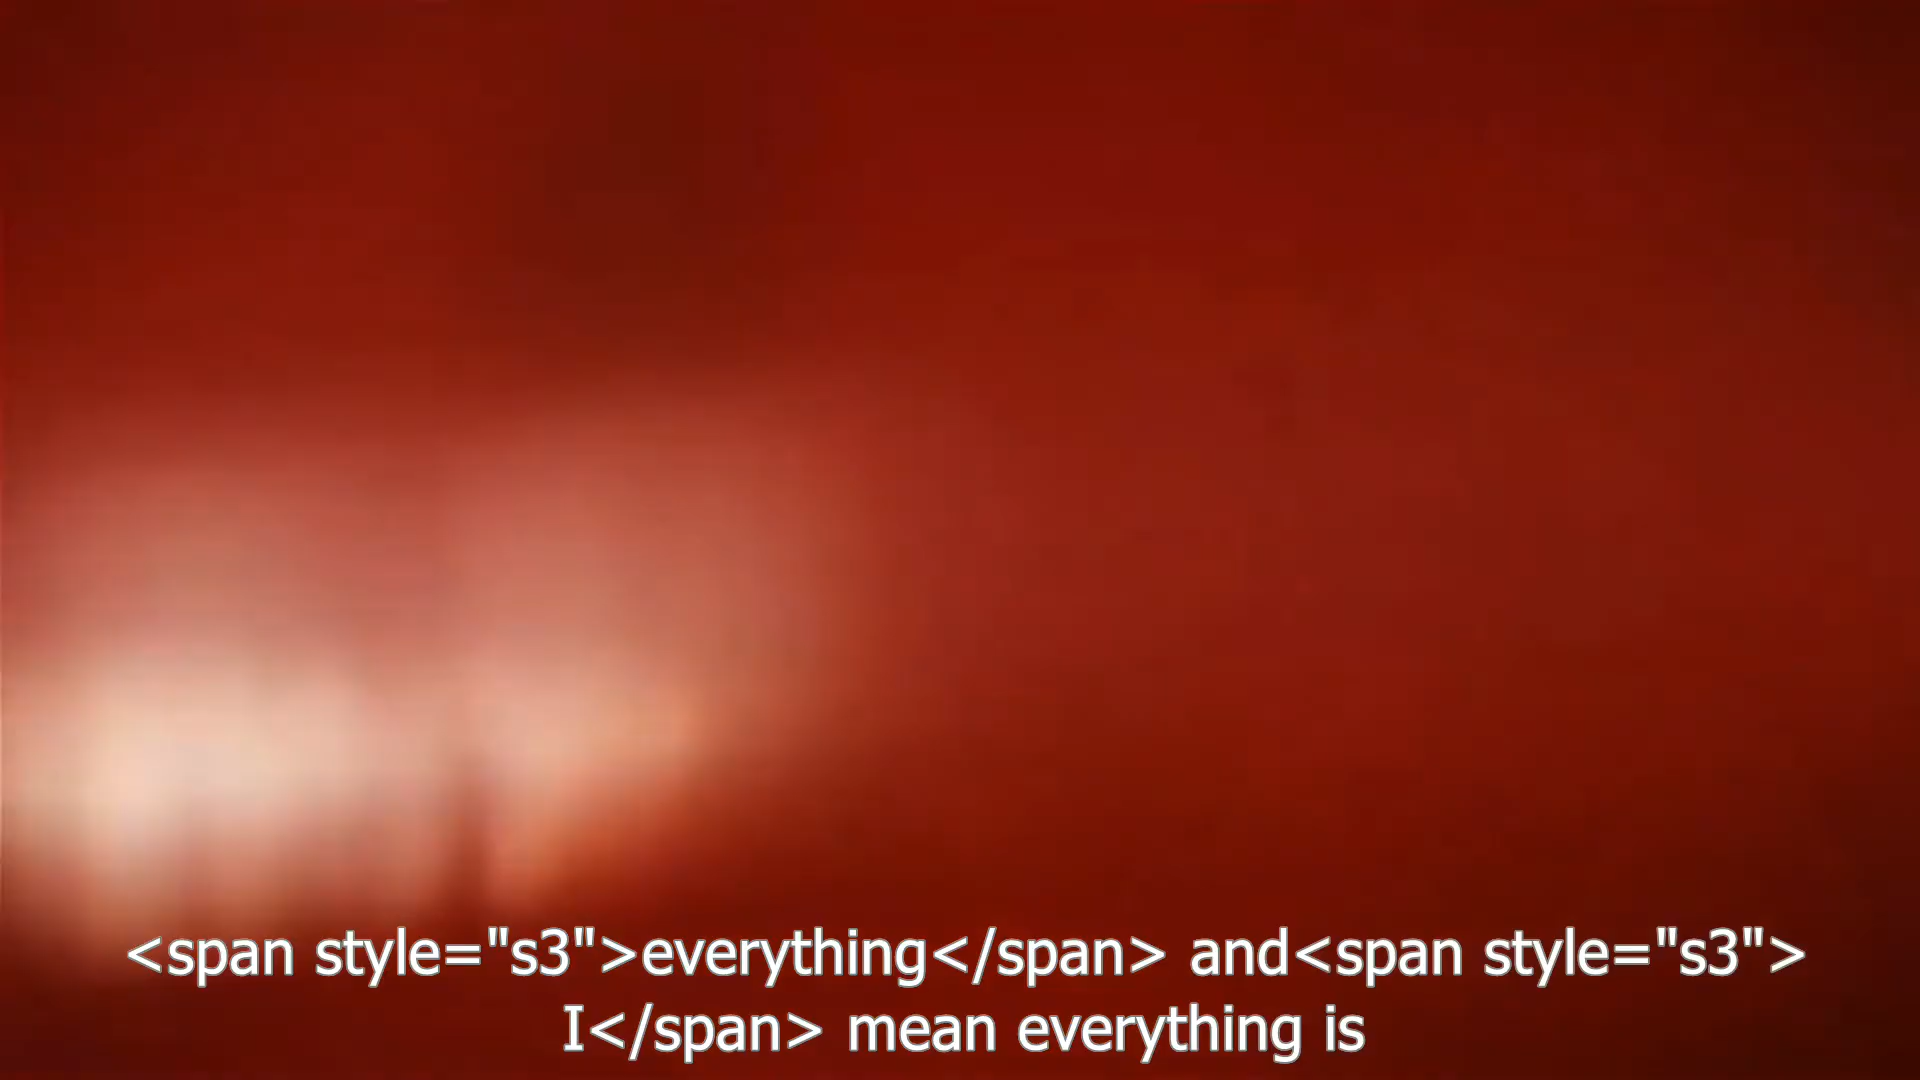 <span style="s3">everything</span> and<span style="s3">
I</span> mean everything is